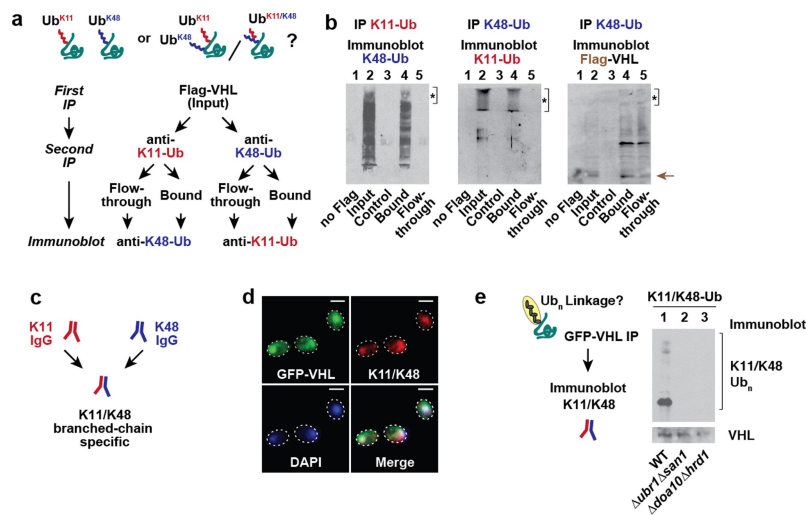 a
Ub^K11 Ub^K48 or Ub^K11 Ub^K48 / Ub^K11/K48 ?
First IP
Flag-VHL
(Input)
Second IP
anti-
K11-Ub
anti-
K48-Ub
Flow-
through
Bound
Flow-
through
Bound
Immunoblot
anti-K48-Ub
anti-K11-Ub
b
IP K11-Ub
Immunoblot
K48-Ub
1 2 3 4 5
*
no Flag
Input
Control
Bound
Flow-
through
IP K48-Ub
Immunoblot
K11-Ub
1 2 3 4 5
*
no Flag
Input
Control
Bound
Flow-
through
IP K48-Ub
Immunoblot
Flag-VHL
1 2 3 4 5
*
no Flag
Input
Control
Bound
Flow-
through
c
K11
IgG
K48
IgG
K11/K48
branched-chain
specific
d
GFP-VHL
K11/K48
DAPI
Merge
e
Ubn Linkage?
GFP-VHL IP
Immunoblot
K11/K48
K11/K48-Ub
1 2 3
Immunoblot
K11/K48
Ubn
VHL
WT
Δubr1Δsan1
Δdoa10Δhrd1